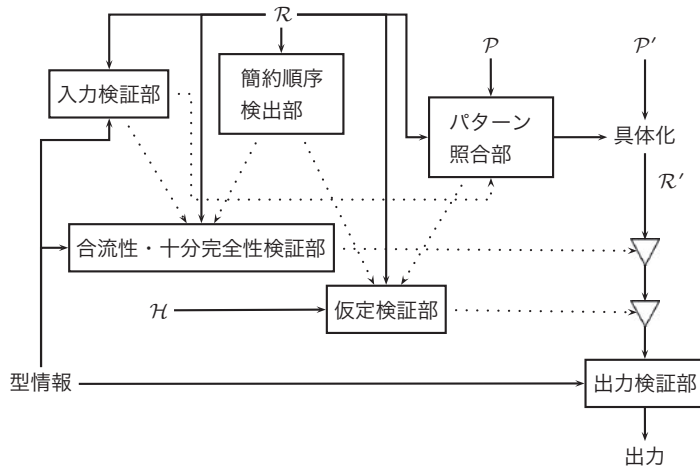 R
P
P′
入力検証部
簡約順序
検出部
パターン
照合部
具体化
R′
合流性・十分完全性検証部
H
仮定検証部
型情報
出力検証部
出力